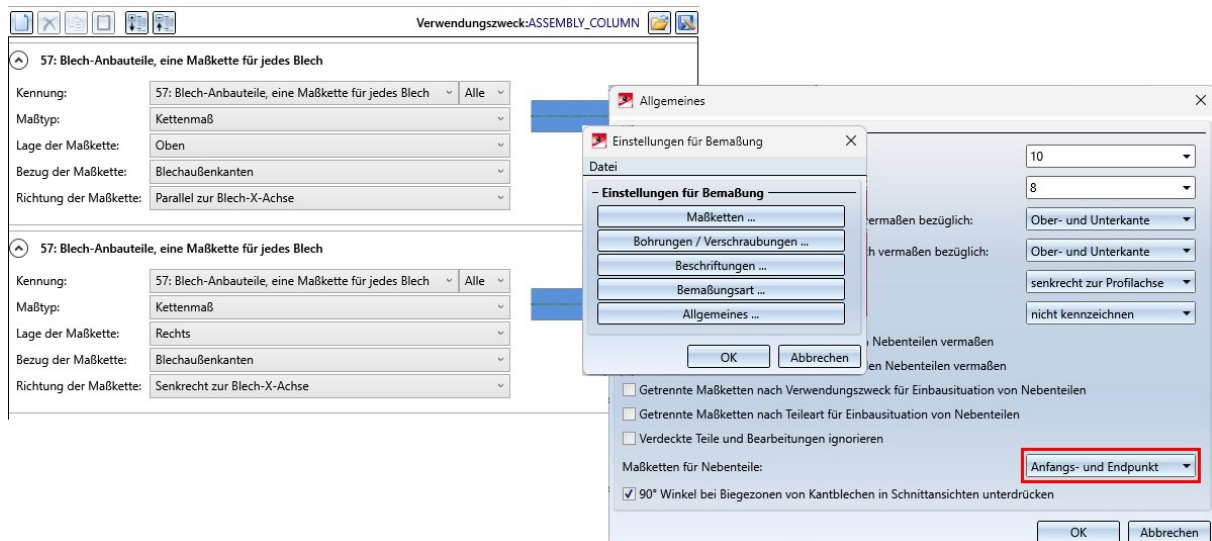 Verwendungszweck:ASSEMBLY_COLUMN
57: Blech-Anbauteile, eine Maßkette für jedes Blech
Kennung: 57: Blech-Anbauteile, eine Maßkette für jedes Blech Alle
Maßtyp: Kettenmaß
Lage der Maßkette: Oben
Bezug der Maßkette: Blechaußenkanten
Richtung der Maßkette: Parallel zur Blech-X-Achse
57: Blech-Anbauteile, eine Maßkette für jedes Blech
Kennung: 57: Blech-Anbauteile, eine Maßkette für jedes Blech Alle
Maßtyp: Kettenmaß
Lage der Maßkette: Rechts
Bezug der Maßkette: Blechaußenkanten
Richtung der Maßkette: Senkrecht zur Blech-X-Achse
Einstellungen für Bemaßung
Datei
Einstellungen für Bemaßung
Maßketten ...
Bohrungen / Verschraubungen ...
Beschriftungen ...
Bemaßungsart ...
Allgemeines ...
OK Abbrechen
Allgemeines
10
8
vermaßen bezüglich: Ober- und Unterkante
vermaßen bezüglich: Ober- und Unterkante
senkrecht zur Profilachse
nicht kennzeichnen
Nebenteilen vermaßen
Nebenteilen vermaßen
Getrennte Maßketten nach Verwendungszweck für Einbausituation von Nebenteilen
Getrennte Maßketten nach Teileart für Einbausituation von Nebenteilen
Verdeckte Teile und Bearbeitungen ignorieren
Maßketten für Nebenteile: Anfangs- und Endpunkt
90° Winkel bei Biegezonen von Kantblechen in Schnittansichten unterdrücken
OK Abbrechen